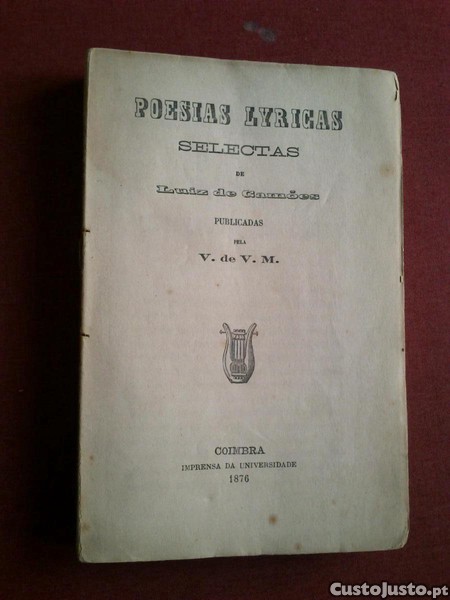 POESIAS LYRICAS
SELECTAS
DE
Luiz de Camões
PUBLICADAS
PELA
V. de V. M.
COIMBRA
IMPRENSA DA UNIVERSIDADE
1876
CustoJusto.pt